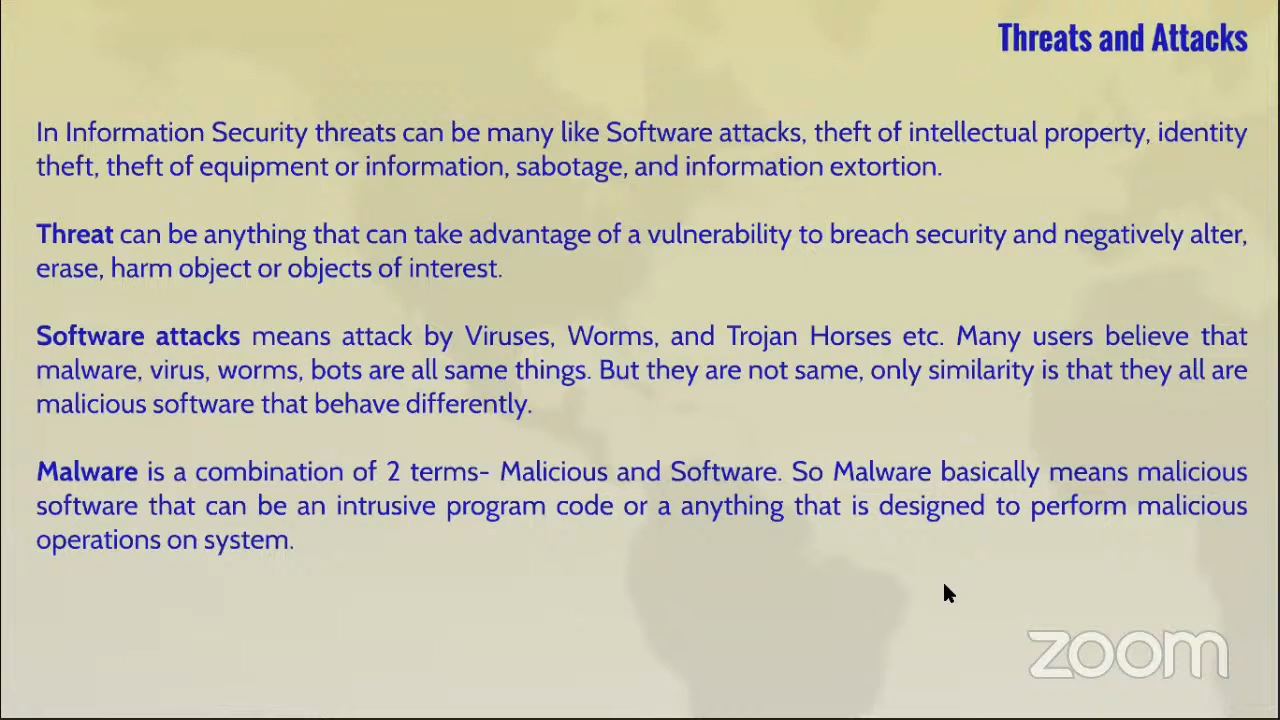 Threats and Attacks
In Information Security threats can be many like Software attacks, theft of intellectual property, identity
theft, theft of equipment or information, sabotage, and information extortion.
Threat can be anything that can take advantage of a vulnerability to breach security and negatively alter,
erase, harm object or objects of interest.
Software attacks means attack by Viruses, Worms, and Trojan Horses etc. Many users believe that
malware, virus, worms, bots are all same things. But they are not same, only similarity is that they all are
malicious software that behave differently.
Malware is a combination of 2 terms- Malicious and Software. So Malware basically means malicious
software that can be an intrusive program code or a anything that is designed to perform malicious
operations on system.
zoom